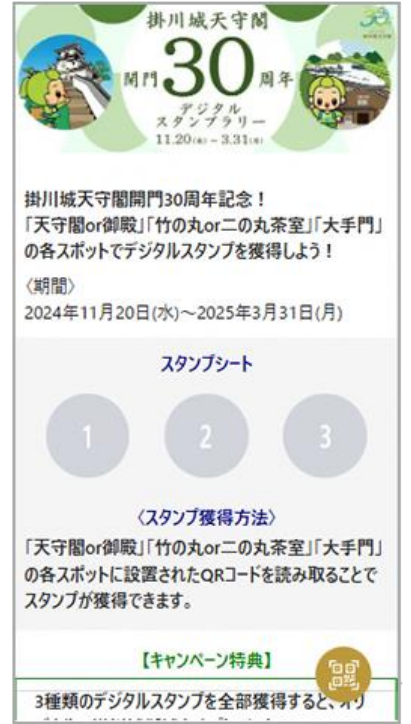 掛川城天守閣
開門30周年
デジタル
スタンプラリー
11.20(水) – 3.31(月)
掛川城天守閣開門30周年記念！
「天守閣or御殿」「竹の丸or二の丸茶室」「大手門」
の各スポットでデジタルスタンプを獲得しよう！
〈期間〉
2024年11月20日(水)～2025年3月31日(月)
スタンプシート
1 2 3
〈スタンプ獲得方法〉
「天守閣or御殿」「竹の丸or二の丸茶室」「大手門」
の各スポットに設置されたQRコードを読み取ることで
スタンプが獲得できます。
【キャンペーン特典】
3種類のデジタルスタンプを全部獲得すると、オリ